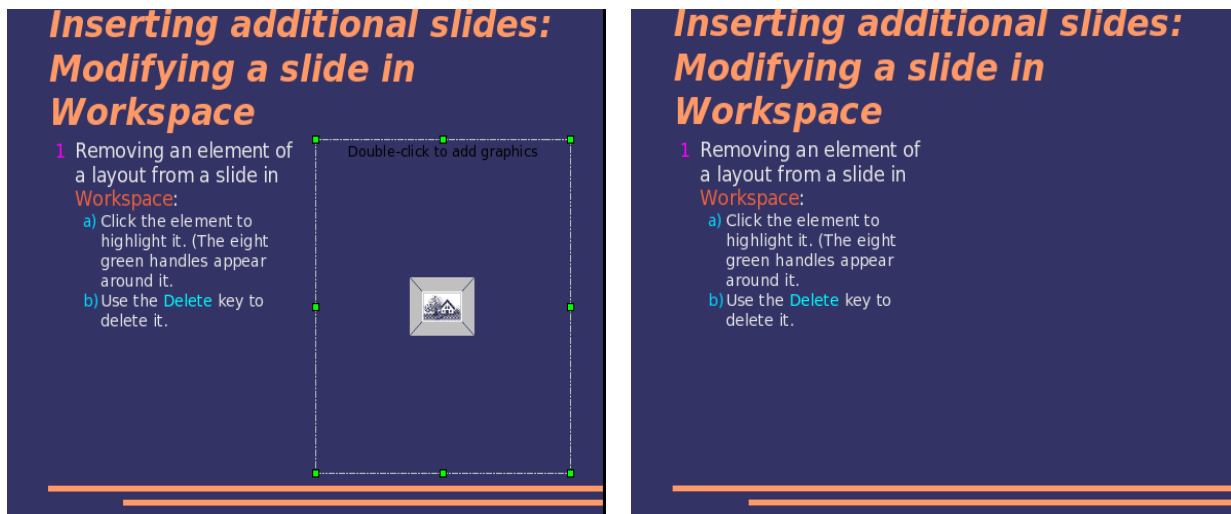 Inserting additional slides:
Modifying a slide in
Workspace
1 Removing an element of
a layout from a slide in
Workspace:
a) Click the element to
highlight it. (The eight
green handles appear
around it.
b) Use the Delete key to
delete it.
Double-click to add graphics
Inserting additional slides:
Modifying a slide in
Workspace
1 Removing an element of
a layout from a slide in
Workspace:
a) Click the element to
highlight it. (The eight
green handles appear
around it.
b) Use the Delete key to
delete it.